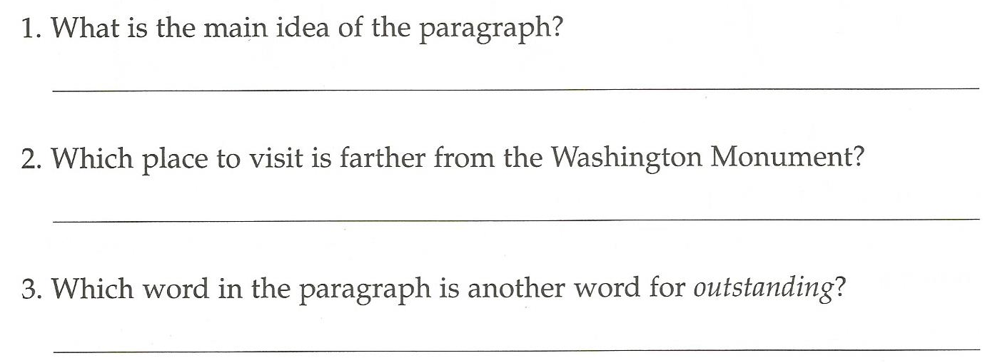 1. What is the main idea of the paragraph?
2. Which place to visit is farther from the Washington Monument?
3. Which word in the paragraph is another word for outstanding?